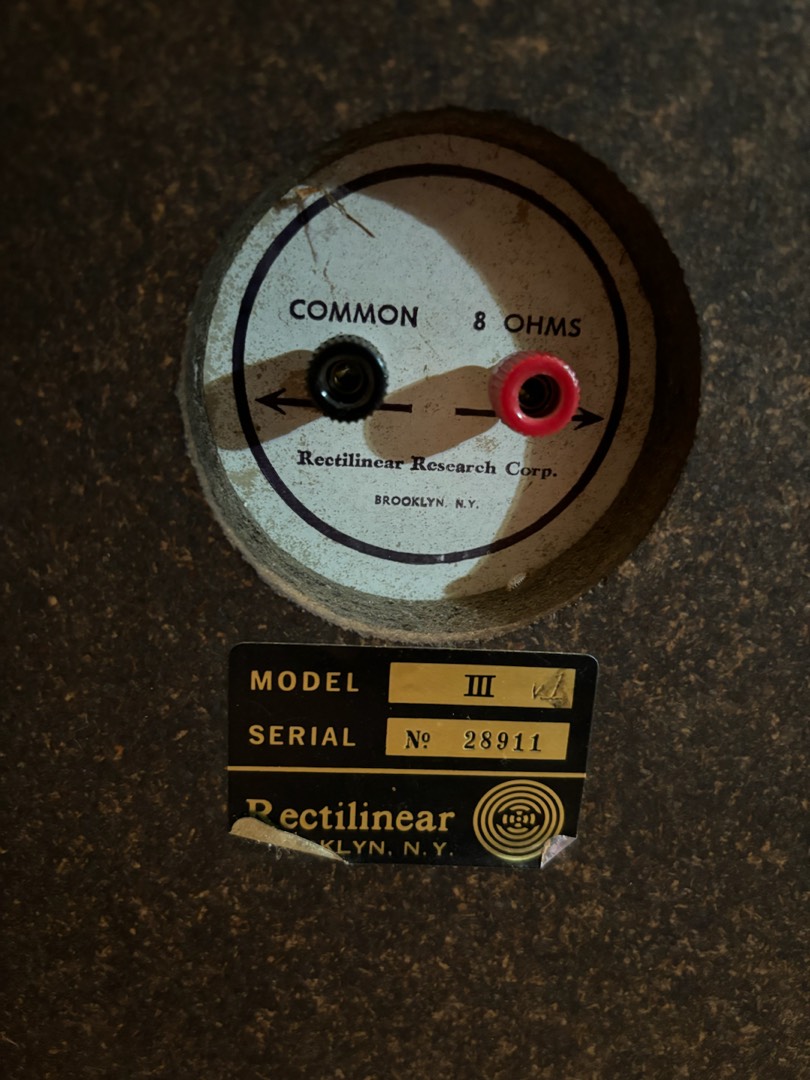 COMMON 8 OHMS
Rectilinear Research Corp.
BROOKLYN, N.Y.
MODEL III
SERIAL Nº 28911
Rectilinear
KLYN, N.Y.